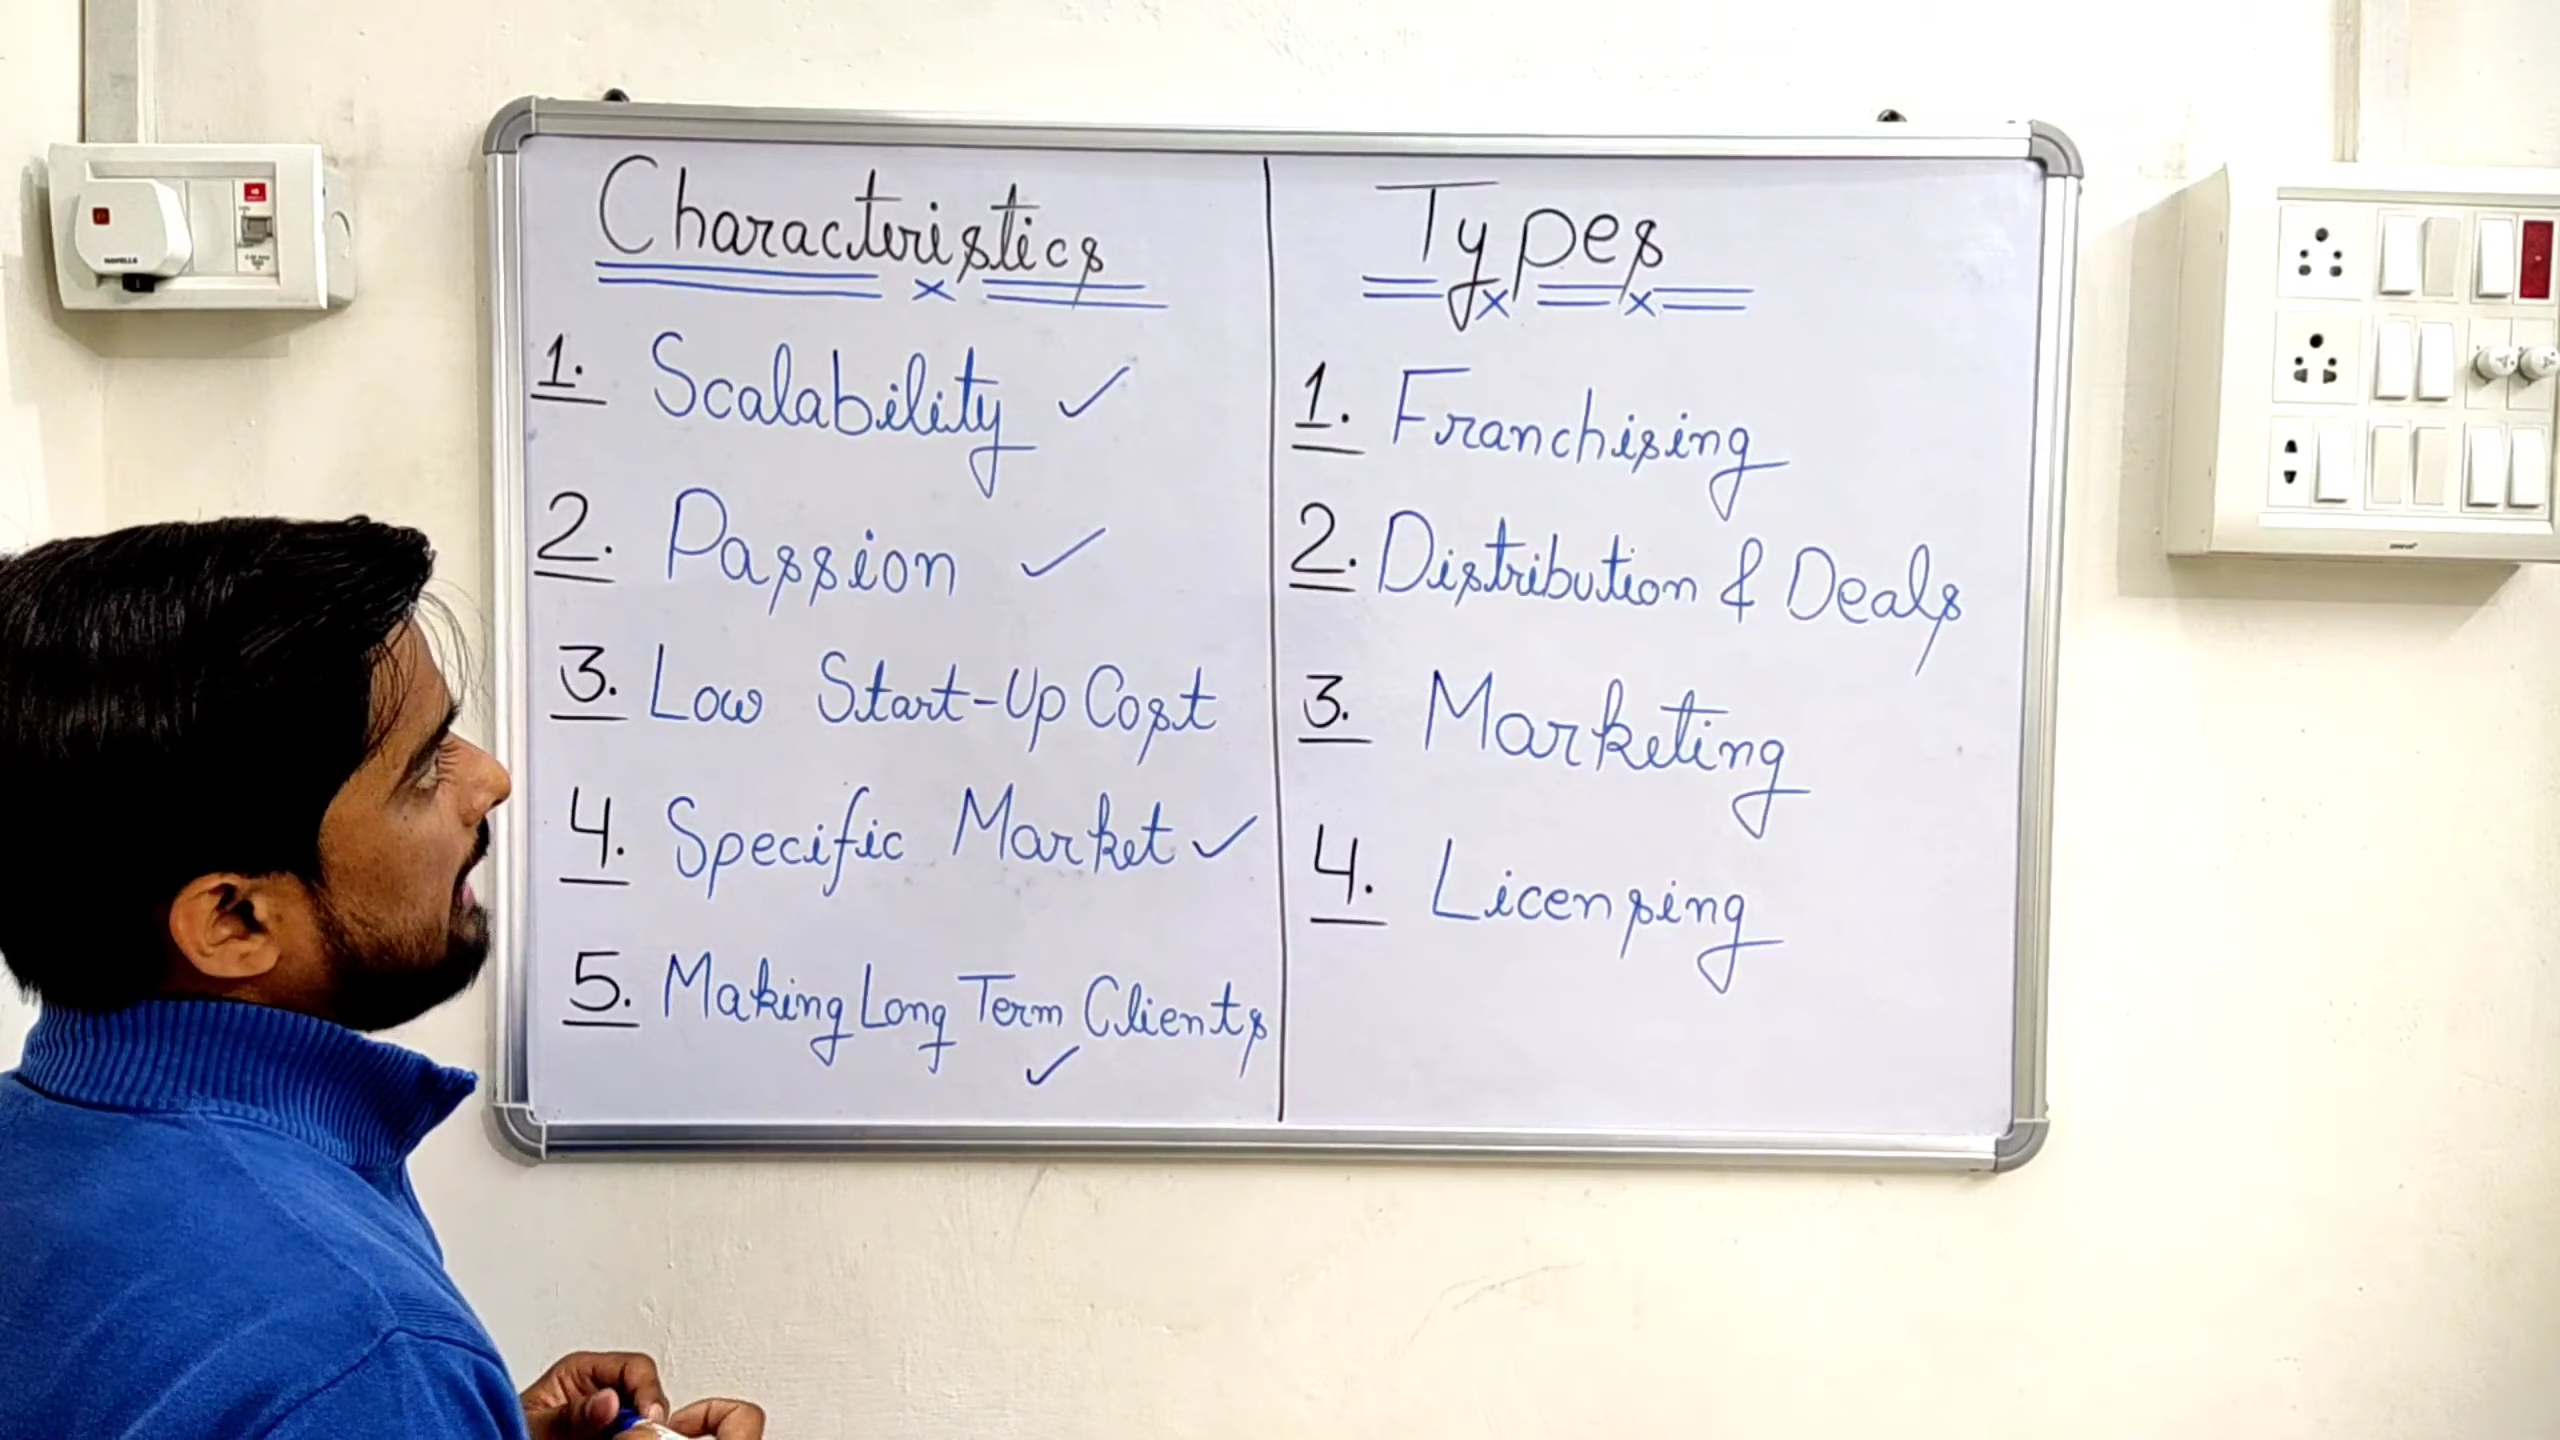 Characteristics
1. Scalability ✓
2. Passion ✓
3. Low Start-Up Cost
4. Specific Market ✓
5. Making Long Term Clients ✓
Types
1. Franchising
2. Distribution & Deals
3. Marketing
4. Licensing
HAVELLS